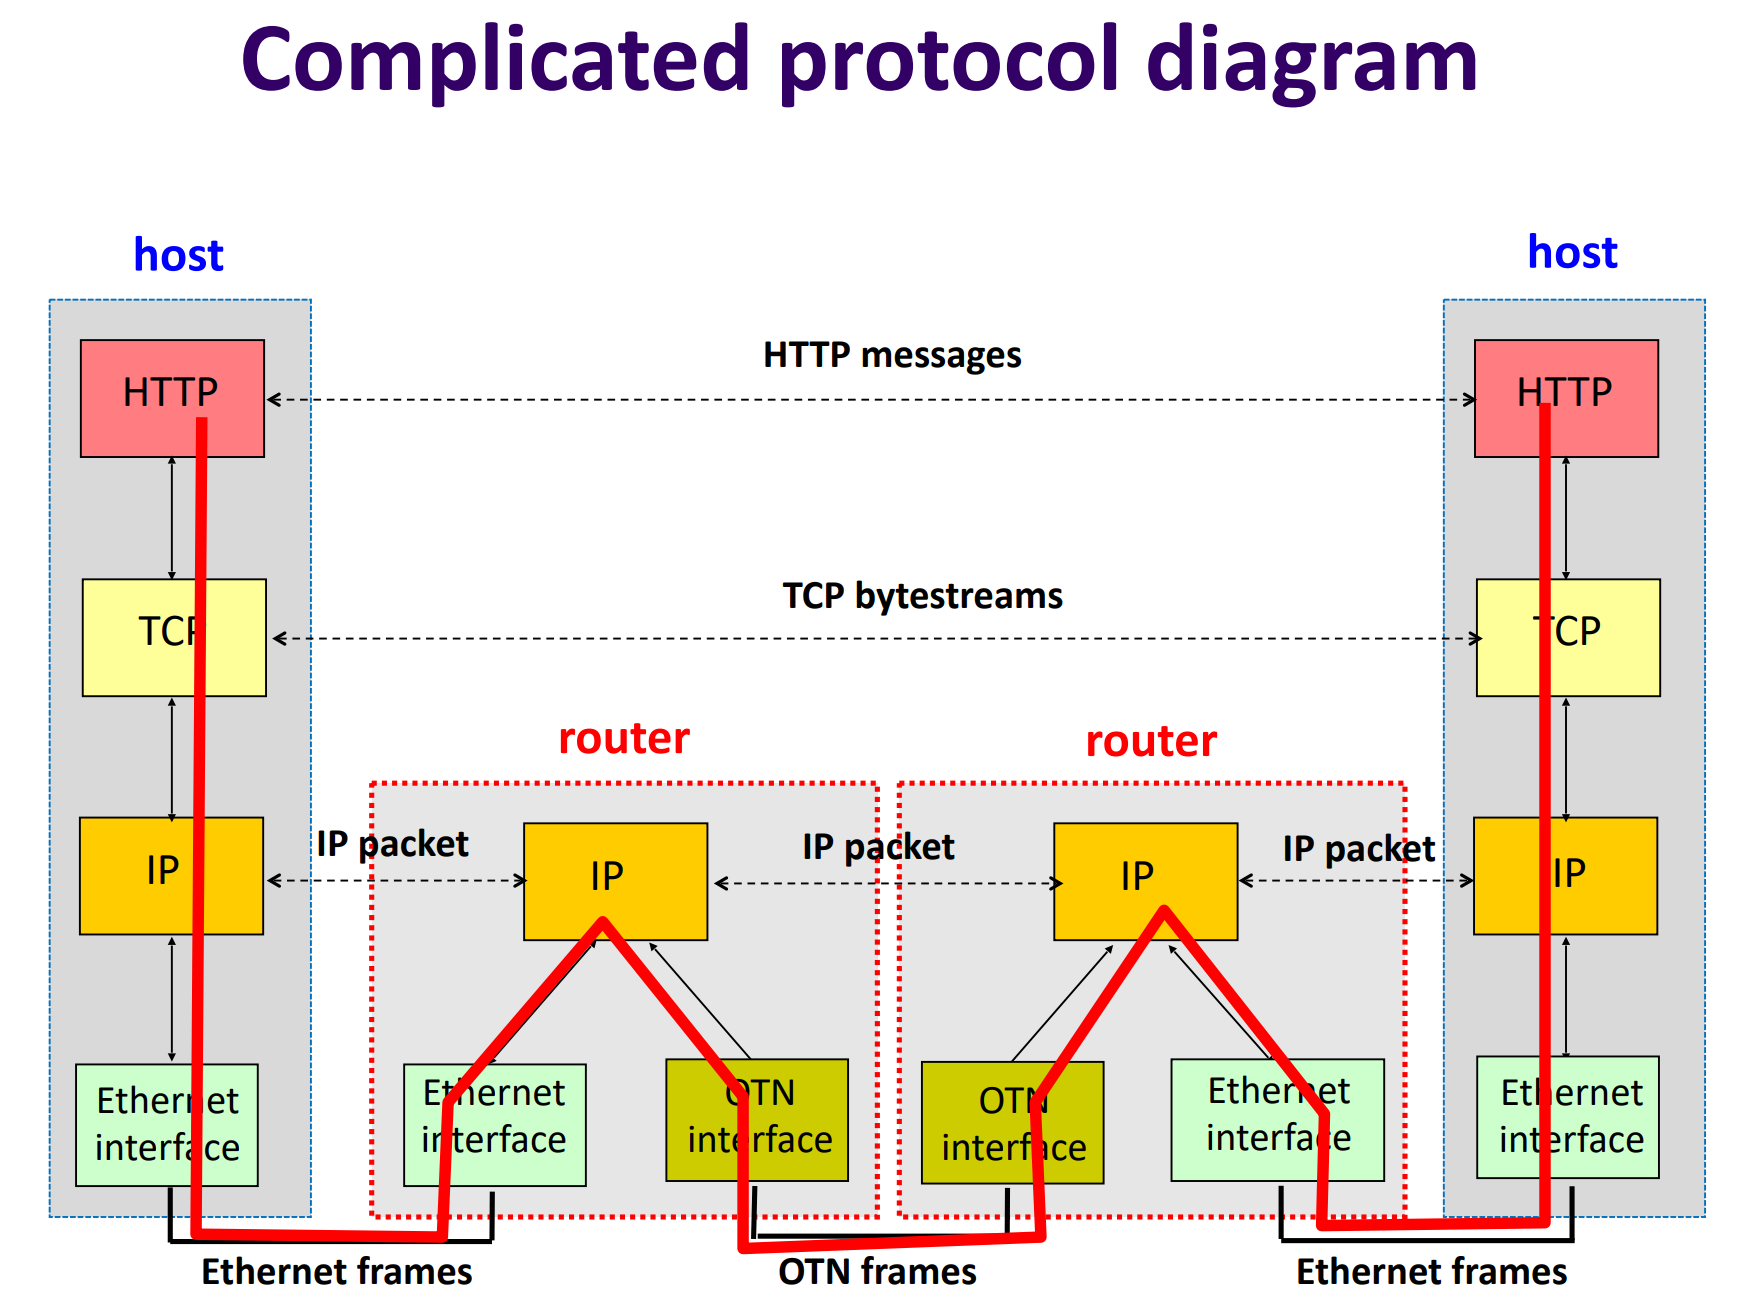 Complicated protocol diagram
host
host
HTTP
HTTP messages
HTTP
TCP
TCP bytestreams
TCP
router
router
IP
IP packet
IP
IP packet
IP
IP packet
IP
Ethernet
interface
Ethernet
interface
OTN
interface
OTN
interface
Ethernet
interface
Ethernet
interface
Ethernet frames
OTN frames
Ethernet frames